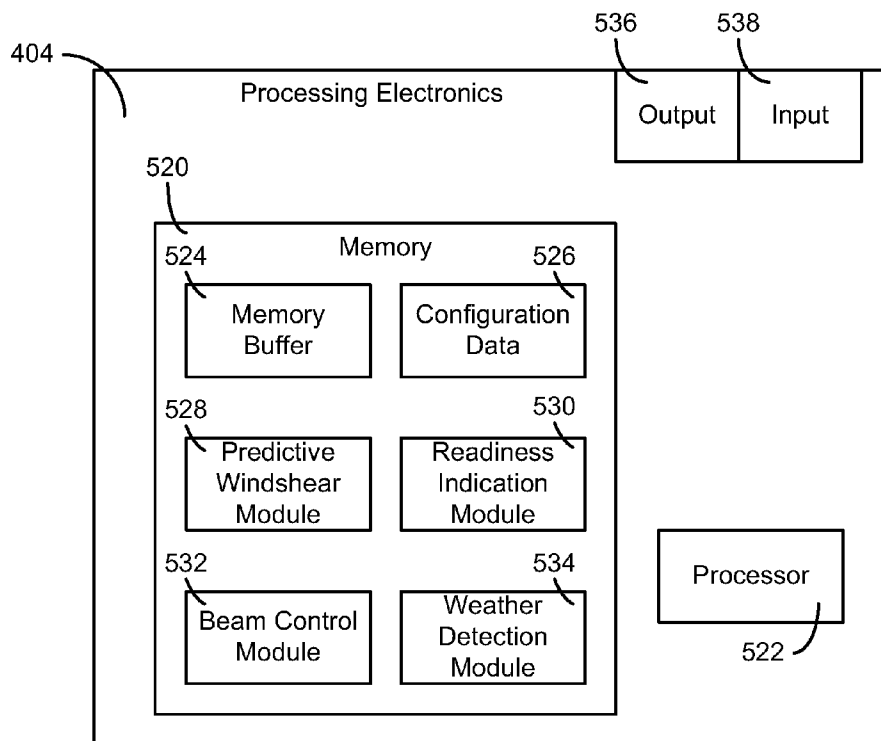 536
538
404
Processing Electronics
Output
Input
520
Memory
524
526
Memory
Buffer
Configuration
Data
528
530
Predictive
Windshear
Module
Readiness
Indication
Module
532
534
Beam Control
Module
Weather
Detection
Module
Processor
522